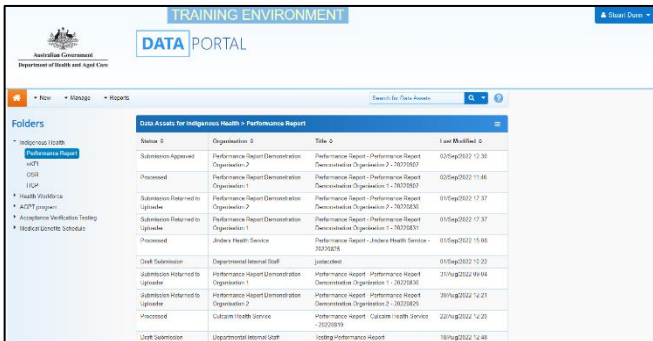 TRAINING ENVIRONMENT
Stuart Dunn
Australian Government
Department of Health and Aged Care
DATA PORTAL
New Manage Reports
Search for Data Assets
Folders
Indigenous Health
Performance Report
nKPI
OSR
HCP
Health Workforce
AGPT program
Acceptance Verification Testing
Medical Benefits Schedule
Data Assets for Indigenous Health > Performance Report
Status Organisation Title Last Modified
Submission Approved Performance Report Demonstration Performance Report - Performance Report 02/Sep/2022 12:30
Organisation 2 Demonstration Organisation 2 - 20220902
Processed Performance Report Demonstration Performance Report - Performance Report 02/Sep/2022 11:46
Organisation 1 Demonstration Organisation 1 - 20220902
Submission Returned to Performance Report Demonstration Performance Report - Performance Report 01/Sep/2022 17:37
Uploader Organisation 2 Demonstration Organisation 2 - 20220830
Submission Returned to Performance Report Demonstration Performance Report - Performance Report 01/Sep/2022 17:37
Uploader Organisation 1 Demonstration Organisation 1 - 20220831
Processed Jindera Health Service Performance Report - Jindera Health Service - 01/Sep/2022 15:08
20220825
Draft Submission Departmental Internal Staff 01/Sep/2022 10:22
Submission Returned to Performance Report Demonstration Performance Report - Performance Report 31/Aug/2022 09:04
Uploader Organisation 1 Demonstration Organisation 1 - 20220830
Submission Returned to Performance Report Demonstration Performance Report - Performance Report 30/Aug/2022 12:21
Uploader Organisation 2 Demonstration Organisation 2 - 20220829
Processed Culcairn Health Service Performance Report - Culcairn Health Service 22/Aug/2022 12:20
- 20220819
Draft Submission Departmental Internal Staff Testing Performance Report 16/Aug/2022 12:48